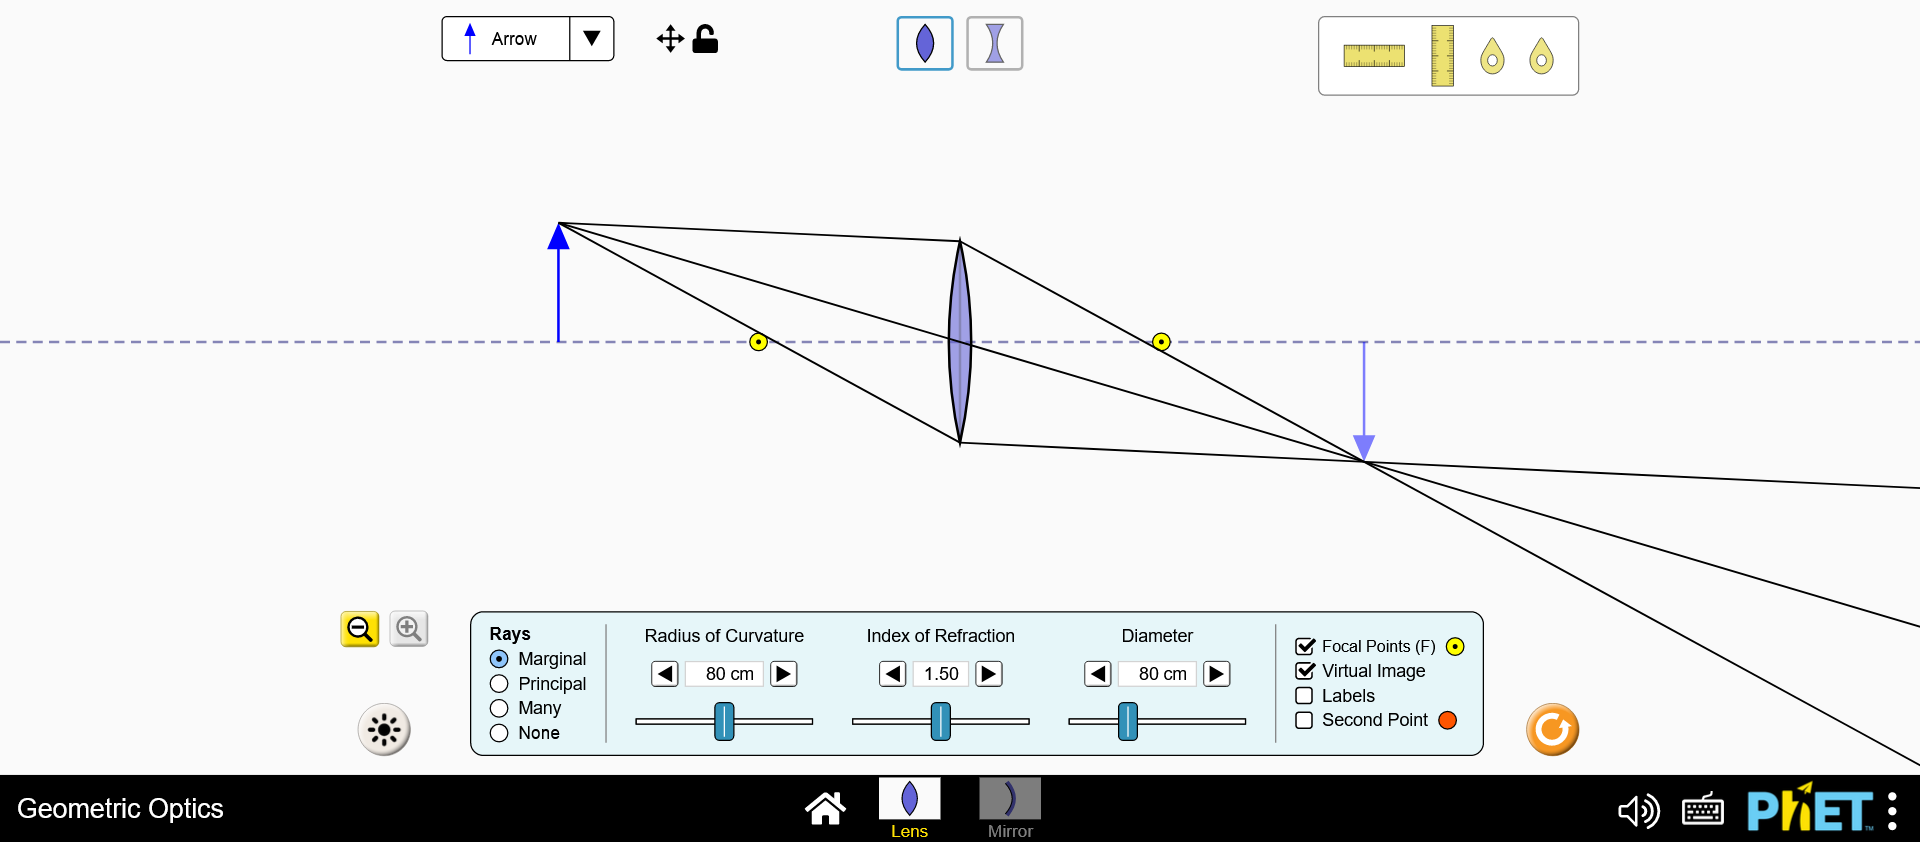 Arrow
Rays
Marginal
Principal
Many
None
Radius of Curvature
80 cm
Index of Refraction
1.50
Diameter
80 cm
Focal Points (F)
Virtual Image
Labels
Second Point
Geometric Optics
Lens
Mirror
PhET
TM